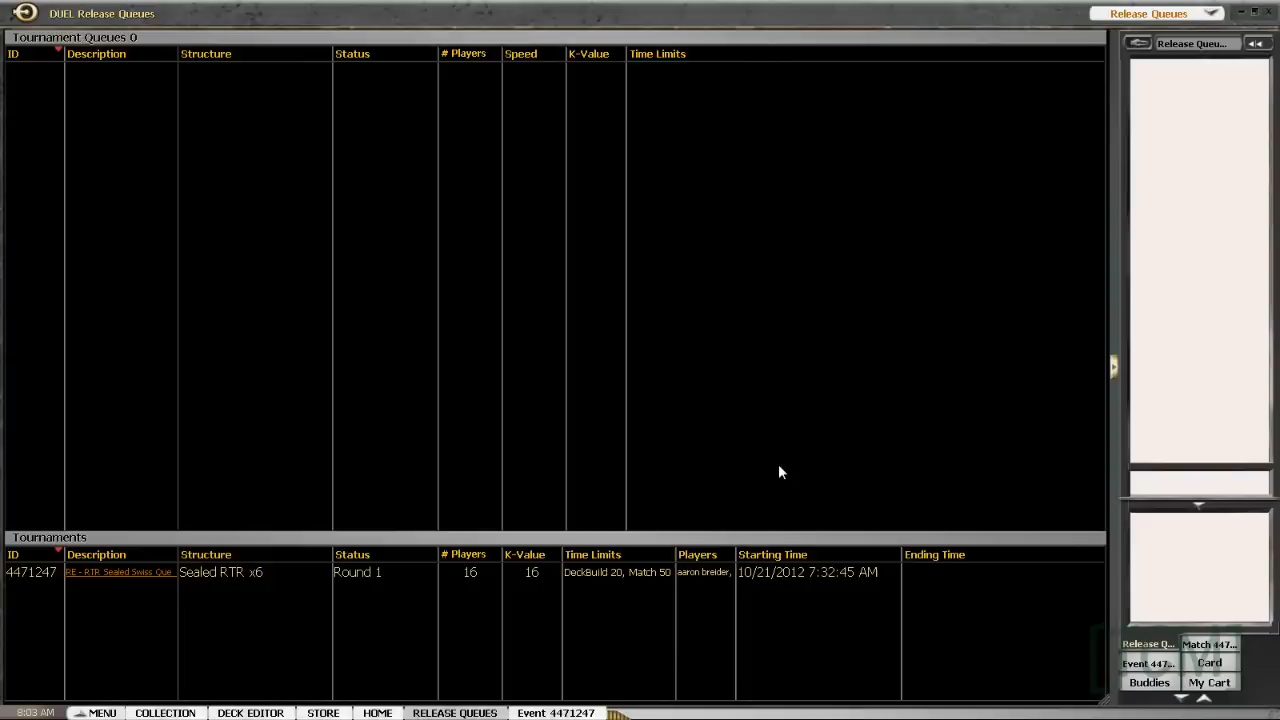 DUEL Release Queues
Release Queues
Tournament Queues 0
ID Description Structure Status # Players Speed K-Value Time Limits
Release Queu...
Tournaments
ID Description Structure Status # Players K-Value Time Limits Players Starting Time Ending Time
4471247 RE - RTR Sealed Swiss Que Sealed RTR x6 Round 1 16 16 DeckBuild 20, Match 50 aaron breider, 10/21/2012 7:32:45 AM
Release Q... Match 447...
Event 447... Card
Buddies My Cart
8:03 AM MENU COLLECTION DECK EDITOR STORE HOME RELEASE QUEUES Event 4471247